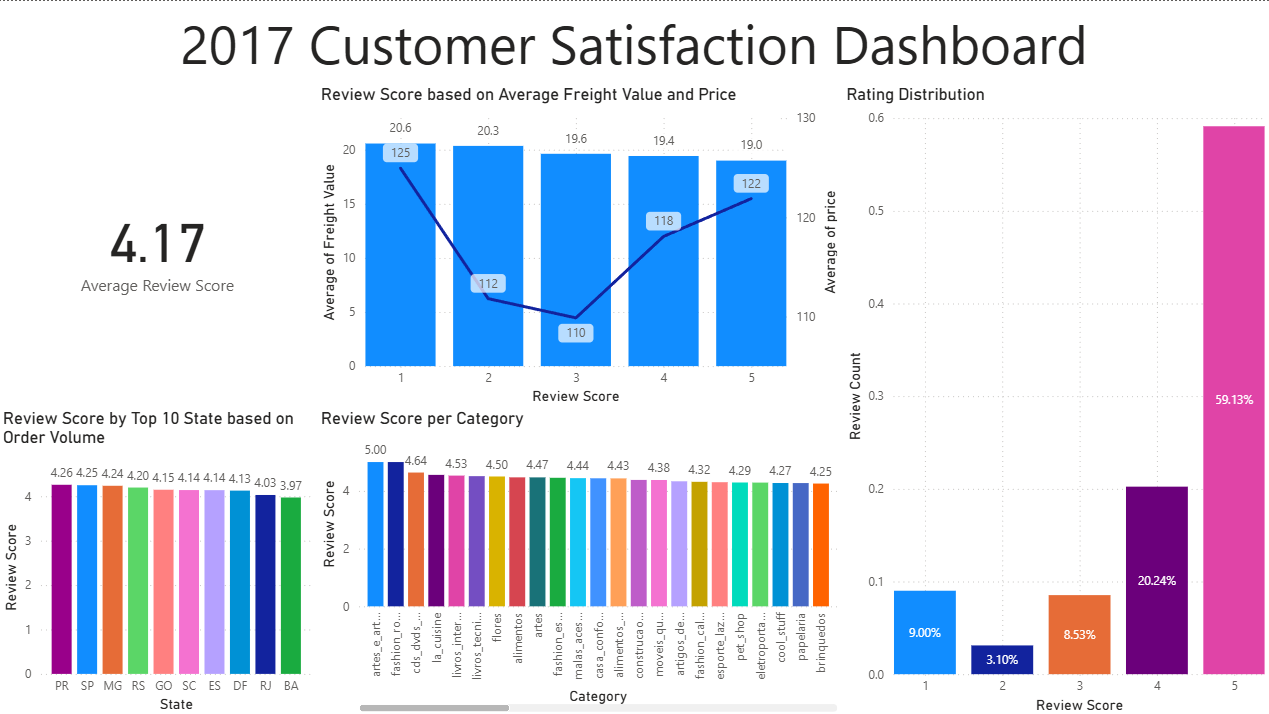 2017 Customer Satisfaction Dashboard
4.17
Average Review Score
Review Score based on Average Freight Value and Price
20.6 20.3 19.6 19.4 19.0
125 112 110 118 122
20
15
10
5
0
130
120
110
Average of Freight Value
Average of price
1 2 3 4 5
Review Score
Rating Distribution
0.6
0.5
0.4
0.3
0.2
0.1
0.0
Review Count
9.00% 3.10% 8.53% 20.24% 59.13%
1 2 3 4 5
Review Score
Review Score by Top 10 State based on
Order Volume
4.26 4.25 4.24 4.20 4.15 4.14 4.14 4.13 4.03 3.97
4
3
2
1
0
Review Score
PR SP MG RS GO SC ES DF RJ BA
State
Review Score per Category
5.00 4.64 4.53 4.50 4.47 4.44 4.43 4.38 4.32 4.29 4.27 4.25
4
2
0
Review Score
artes_e_art...
fashion_ro...
cds_dvds_...
la_cuisine
livros_inter...
livros_tecni...
flores
alimentos
artes
fashion_es...
malas_aces...
casa_confo...
alimentos_...
construcao...
moveis_qu...
artigos_de...
fashion_cal...
esporte_laz...
pet_shop
eletroporta...
cool_stuff
papelaria
brinquedos
Category